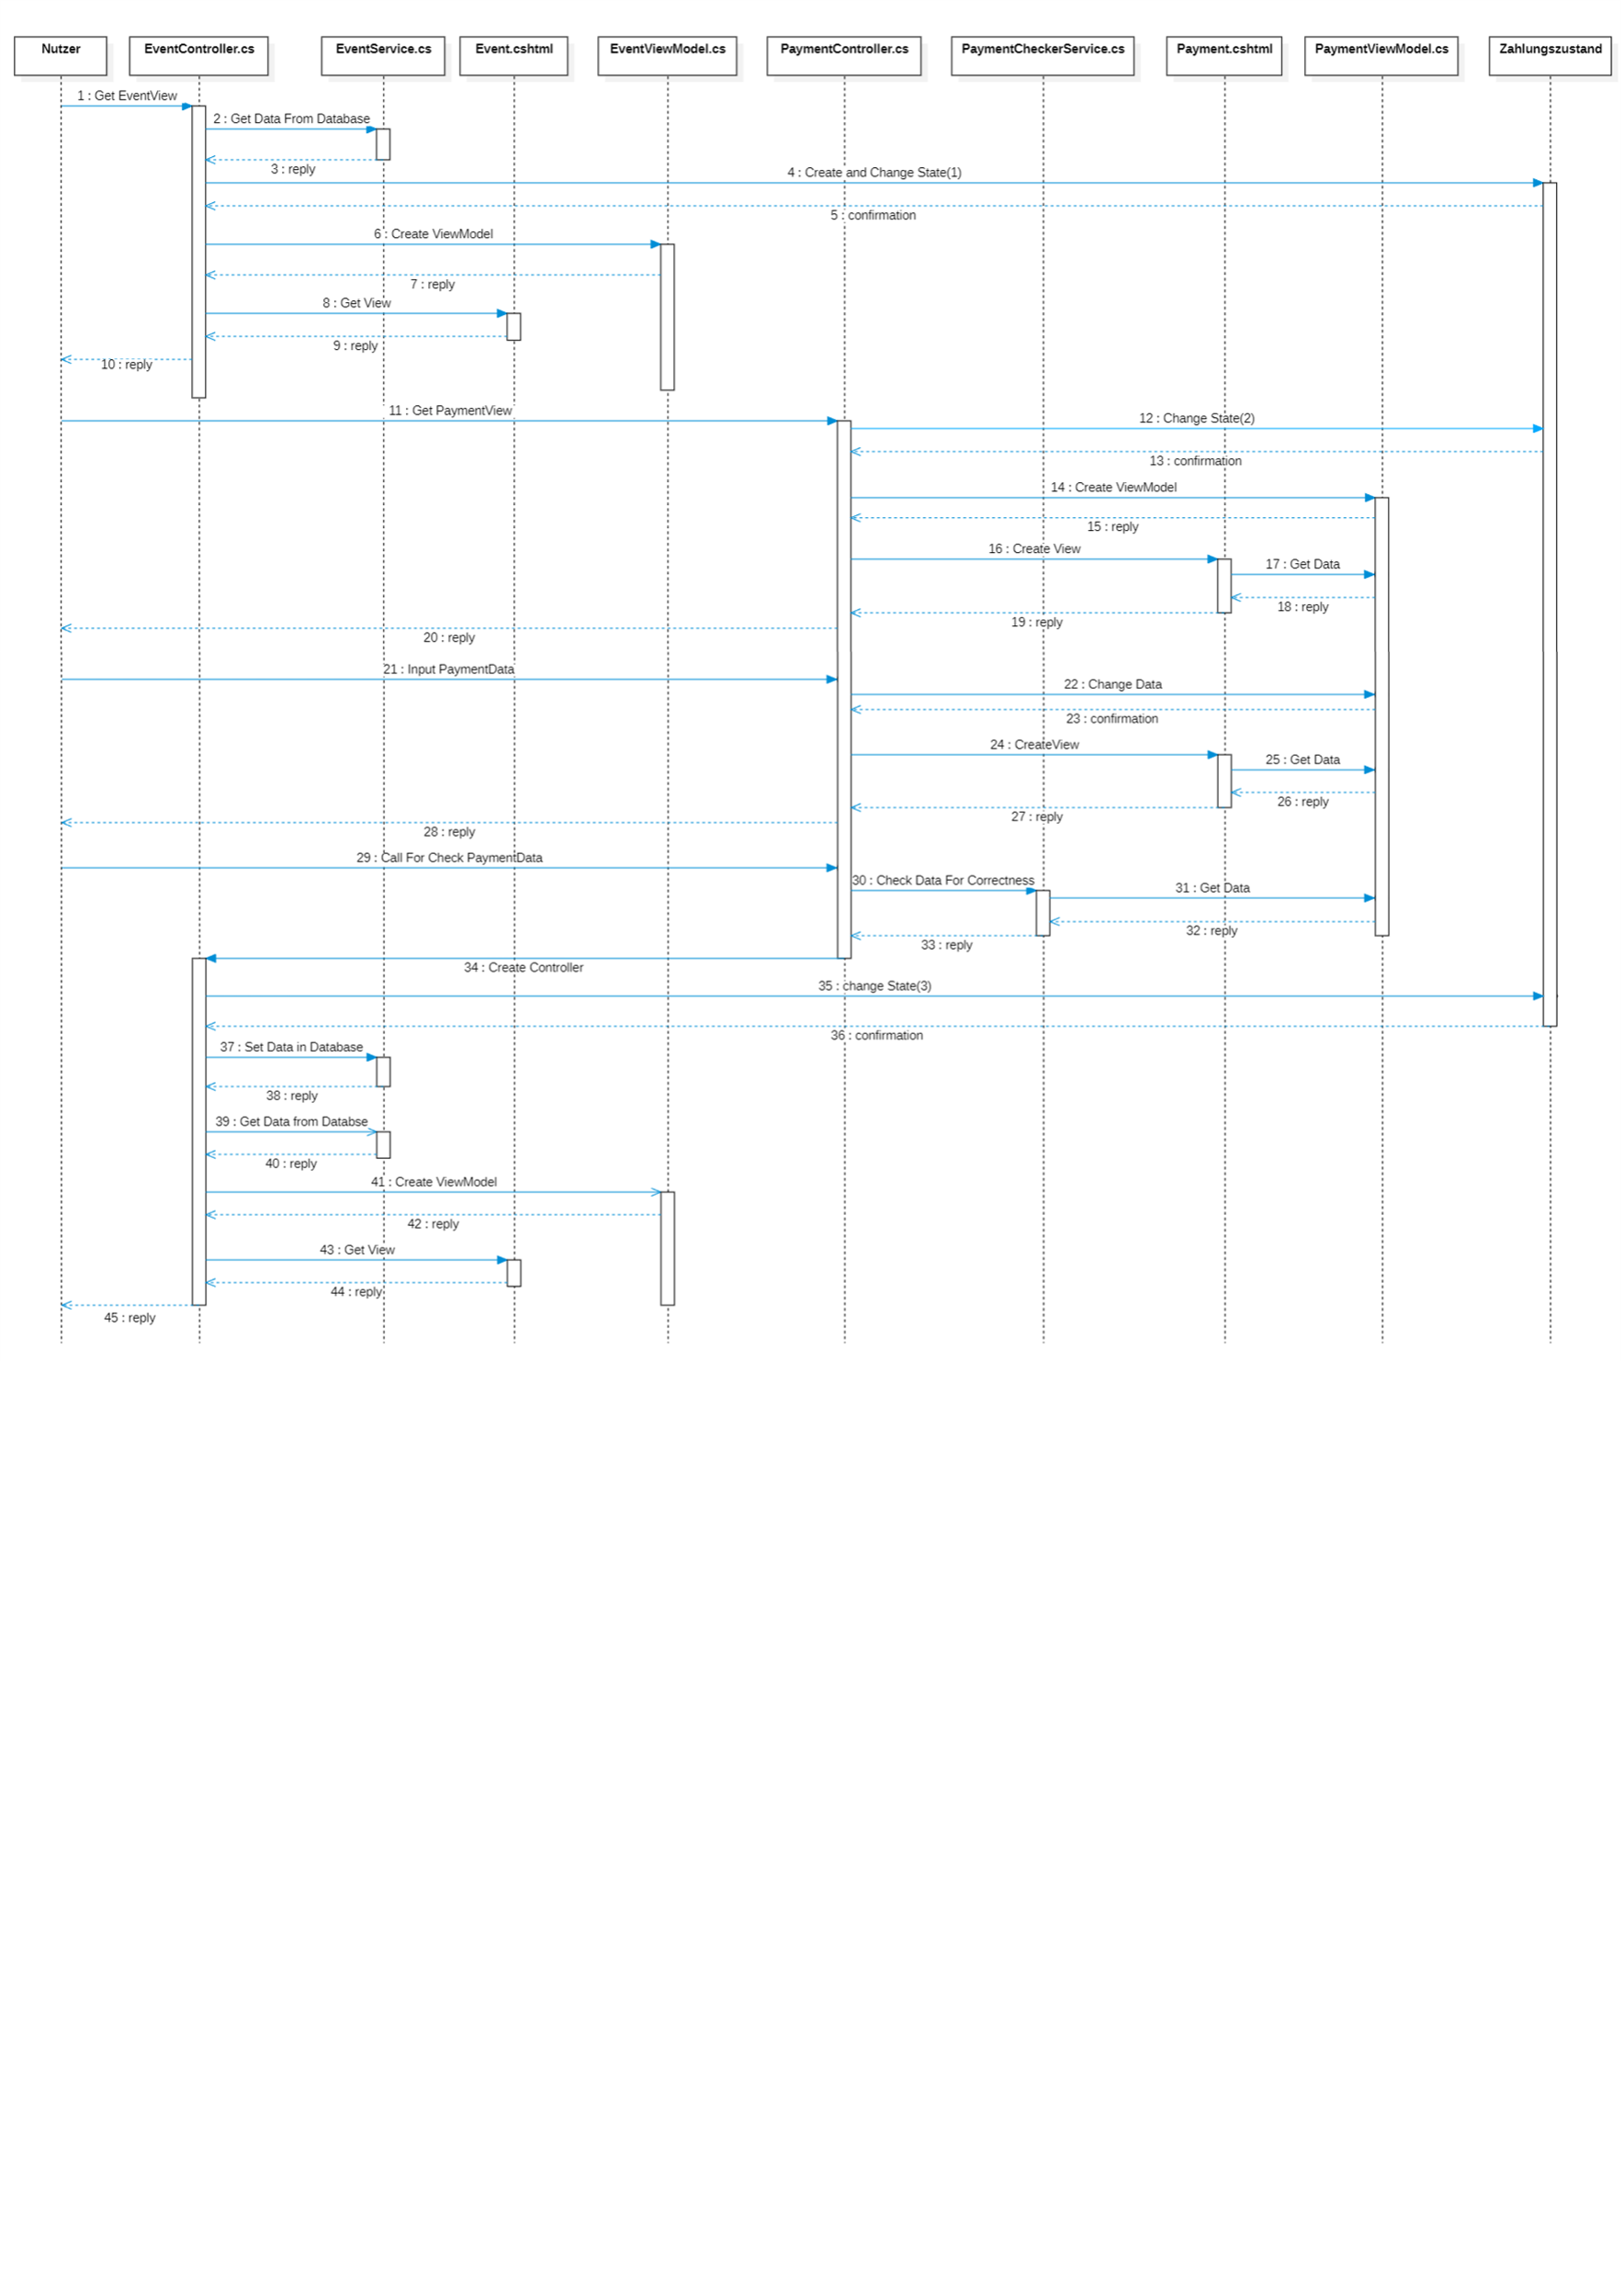 Nutzer
EventController.cs
EventService.cs
Event.cshtml
EventViewModel.cs
PaymentController.cs
PaymentCheckerService.cs
Payment.cshtml
PaymentViewModel.cs
Zahlungszustand
1 : Get EventView
2 : Get Data From Database
3 : reply
4 : Create and Change State(1)
5 : confirmation
6 : Create ViewModel
7 : reply
8 : Get View
9 : reply
10 : reply
11 : Get PaymentView
12 : Change State(2)
13 : confirmation
14 : Create ViewModel
15 : reply
16 : Create View
17 : Get Data
18 : reply
19 : reply
20 : reply
21 : Input PaymentData
22 : Change Data
23 : confirmation
24 : CreateView
25 : Get Data
26 : reply
27 : reply
28 : reply
29 : Call For Check PaymentData
30 : Check Data For Correctness
31 : Get Data
32 : reply
33 : reply
34 : Create Controller
35 : change State(3)
36 : confirmation
37 : Set Data in Database
38 : reply
39 : Get Data from Databse
40 : reply
41 : Create ViewModel
42 : reply
43 : Get View
44 : reply
45 : reply